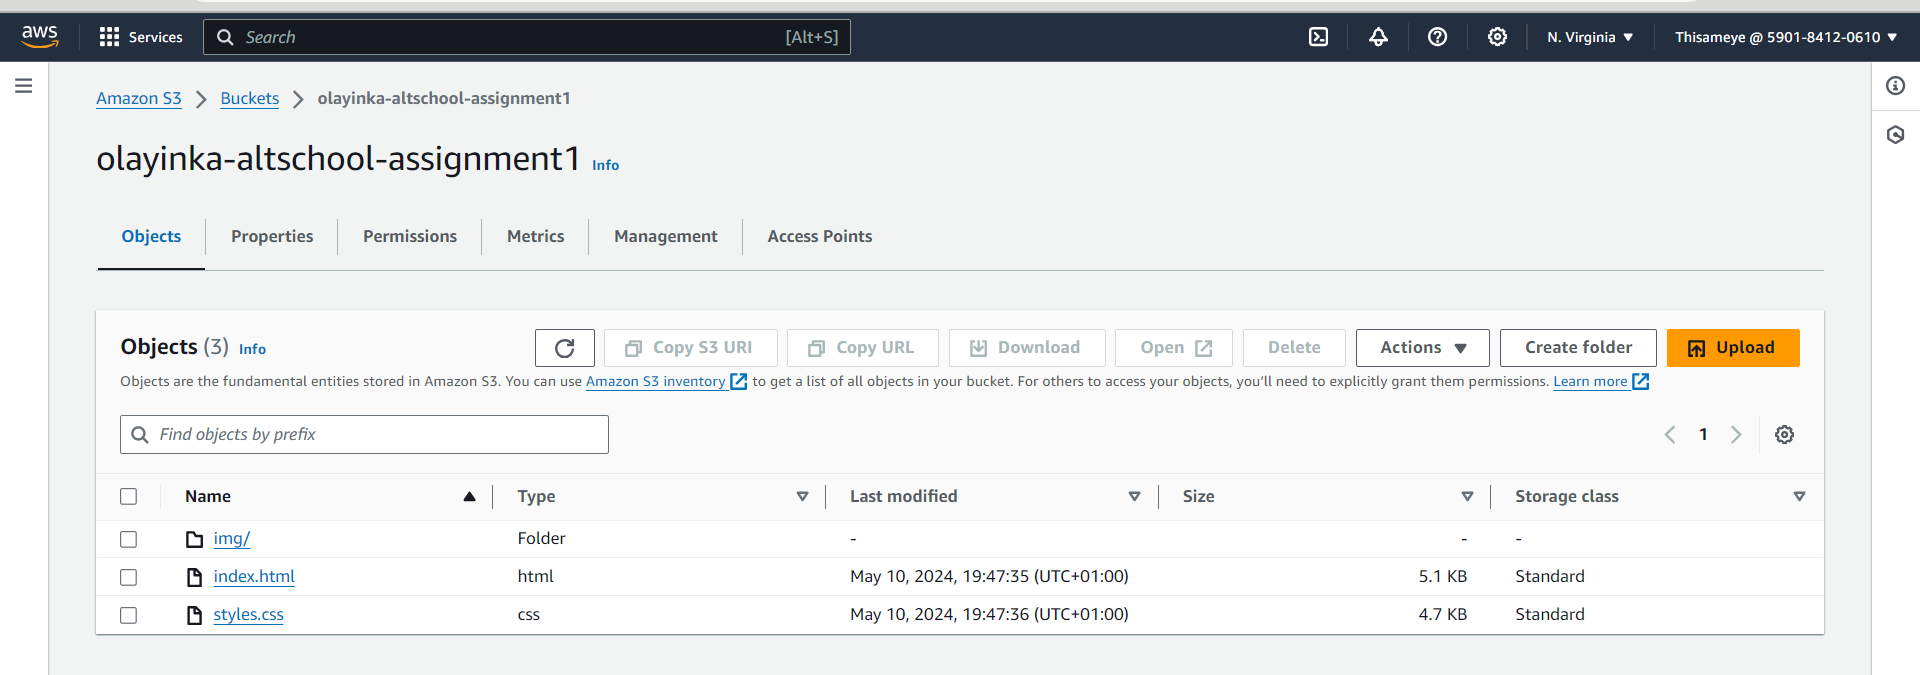 aws Services Search [Alt+S] N. Virginia Thisameye @ 5901-8412-0610
Amazon S3 Buckets olayinka-altschool-assignment1
olayinka-altschool-assignment1 Info
Objects Properties Permissions Metrics Management Access Points
Objects (3) Info Copy S3 URI Copy URL Download Open Delete Actions Create folder Upload
Objects are the fundamental entities stored in Amazon S3. You can use Amazon S3 inventory to get a list of all objects in your bucket. For others to access your objects, you'll need to explicitly grant them permissions. Learn more
Find objects by prefix 1
Name Type Last modified Size Storage class
img/ Folder - - -
index.html html May 10, 2024, 19:47:35 (UTC+01:00) 5.1 KB Standard
styles.css css May 10, 2024, 19:47:36 (UTC+01:00) 4.7 KB Standard